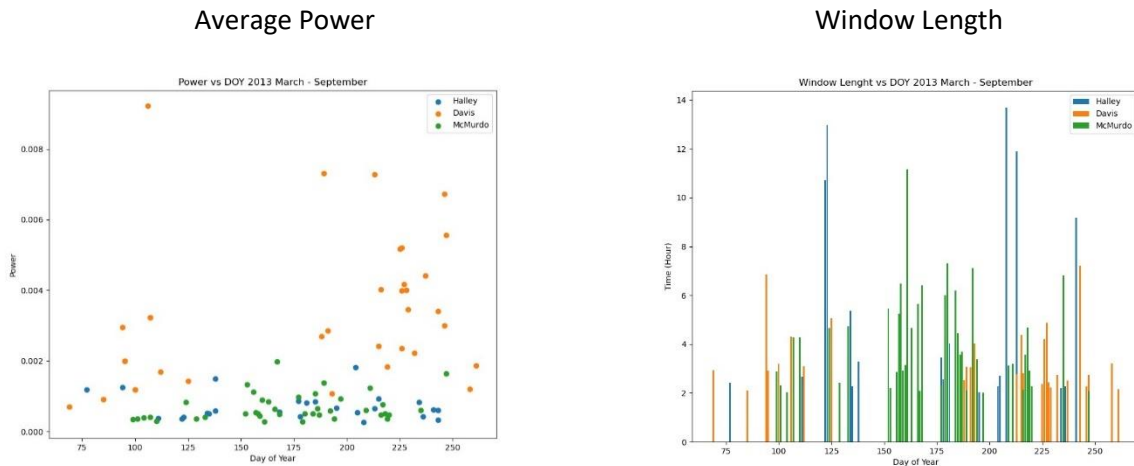 Average Power
Window Length
Power vs DOY 2013 March - September
Halley
Davis
McMurdo
0.008
0.006
0.004
0.002
0.000
Power
75 100 125 150 175 200 225 250
Day of Year
Window Lenght vs DOY 2013 March - September
Halley
Davis
McMurdo
14
12
10
8
6
4
2
0
Time (Hour)
75 100 125 150 175 200 225 250
Day of Year